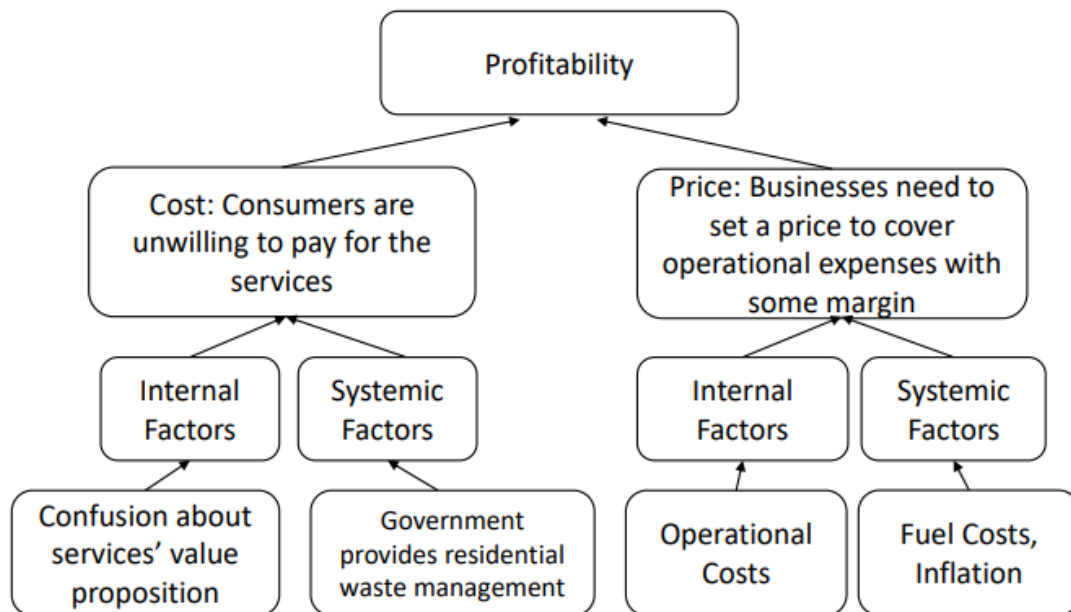 Profitability
Cost: Consumers are
unwilling to pay for the
services
Price: Businesses need to
set a price to cover
operational expenses with
some margin
Internal
Factors
Systemic
Factors
Internal
Factors
Systemic
Factors
Confusion about
services’ value
proposition
Government
provides residential
waste management
Operational
Costs
Fuel Costs,
Inflation